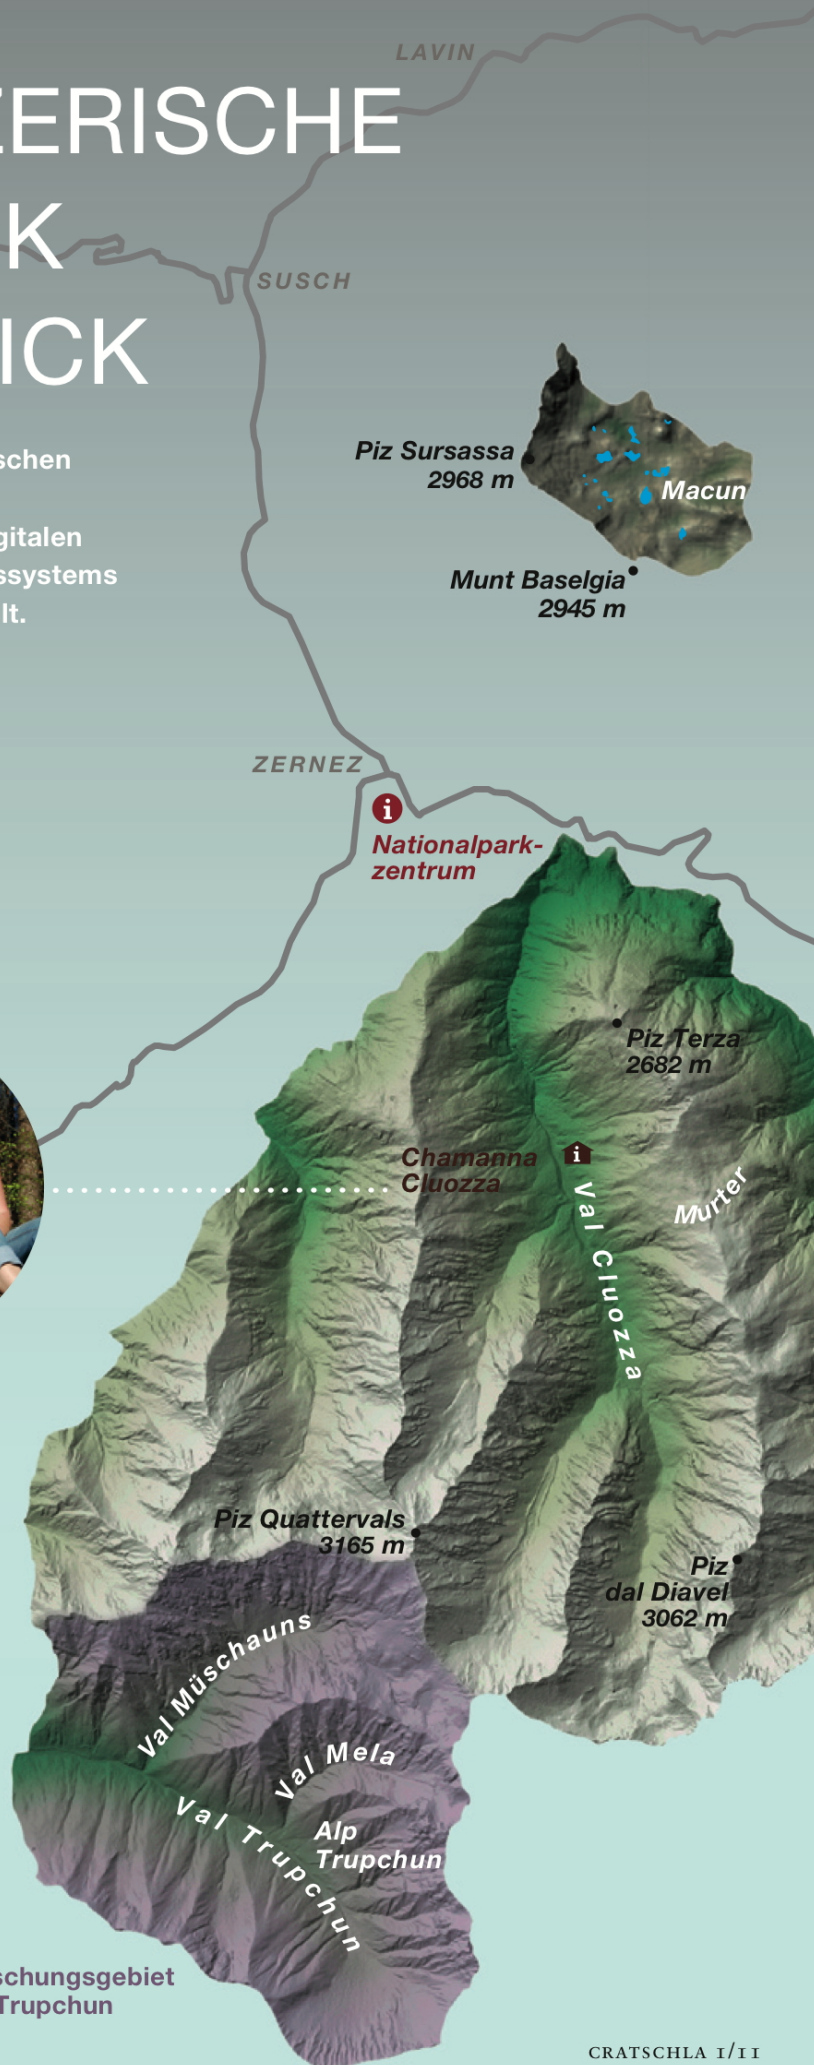 LAVIN
ZERISCHE
K
ICK
SUSCH
schen
gitalen
ssystems
lt.
Piz Sursassa
2968 m
Macun
Munt Baselgia
2945 m
ZERNEZ
i
Nationalpark-
zentrum
Piz Terza
2682 m
Chamanna
Cluozza
i
Val Cluozza
Murter
Piz Quattervals
3165 m
Piz
dal Diavel
3062 m
Val Müschauns
Val Mela
Val Trupchun
Alp
Trupchun
schungsgebiet
Trupchun
CRATSCHLA 1/11